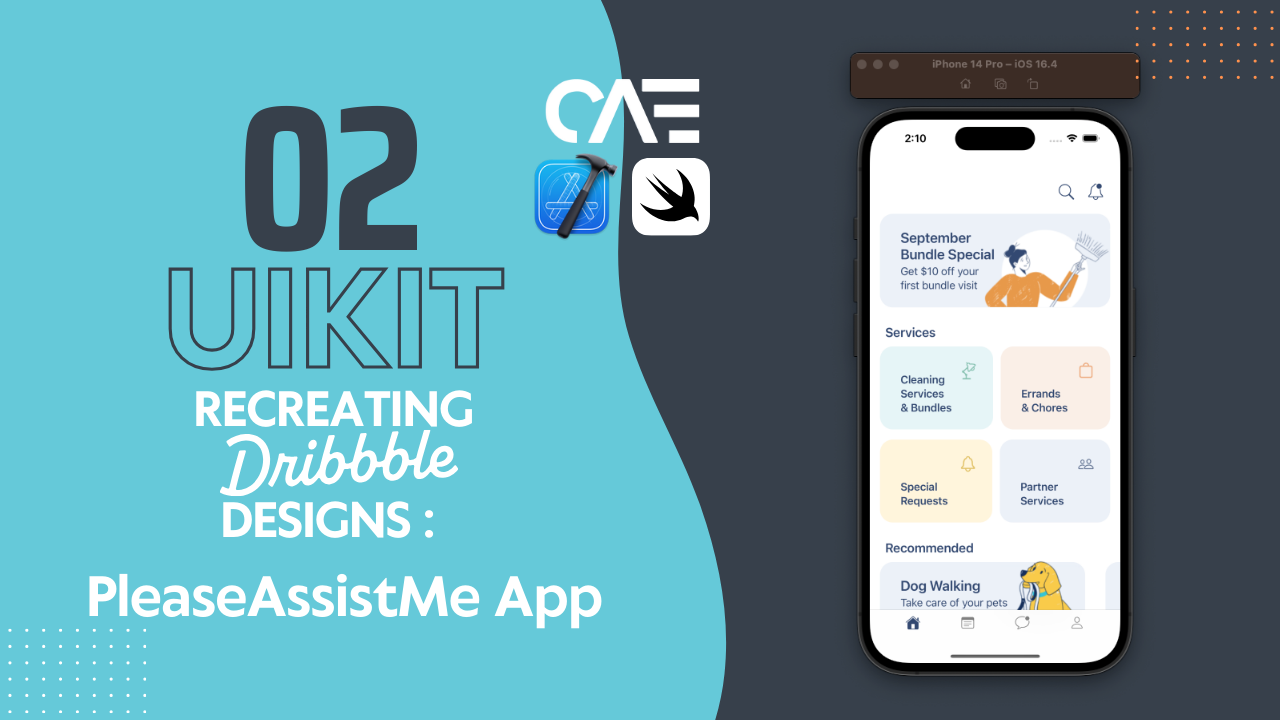 02
UIKIT
RECREATING
Dribbble
DESIGNS :
PleaseAssistMe App
CAE
iPhone 14 Pro – iOS 16.4
2:10
September
Bundle Special
Get $10 off your
first bundle visit
Services
Cleaning
Services
& Bundles
Errands
& Chores
Special
Requests
Partner
Services
Recommended
Dog Walking
Take care of your pets